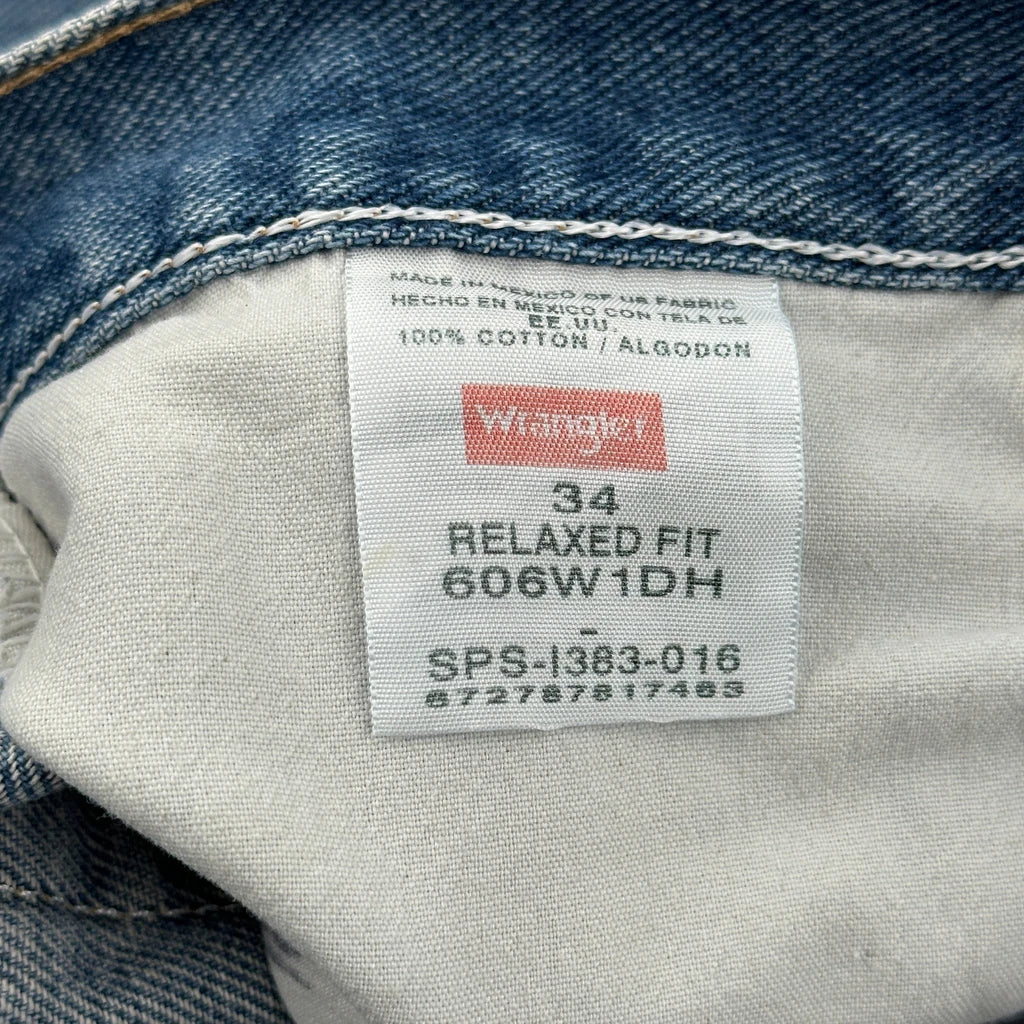 MADE IN MEXICO OF US FABRIC
HECHO EN MEXICO CON TELA DE
EE.UU.
100% COTTON / ALGODON
Wrangler
34
RELAXED FIT
606W1DH
-
SPS-I383-016
672787817463